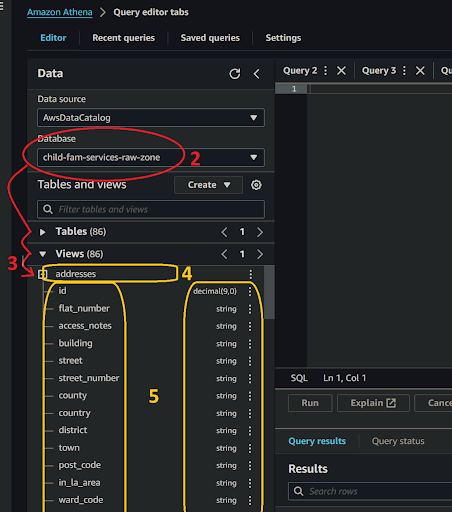 Amazon Athena > Query editor tabs
Editor Recent queries Saved queries Settings
Data
Data source
AwsDataCatalog
Database
child-fam-services-raw-zone
2
Tables and views
Create
Filter tables and views
Tables (86)
1
Views (86)
1
3
addresses
4
id decimal(9,0)
flat_number string
access_notes string
building string
street string
street_number string
county string
5
country string
district string
town string
post_code string
in_la_area string
ward_code string
Query 2
Query 3
Qu
1
SQL Ln 1, Col 1
Run
Explain
Cance
Query results Query status
Results
Search rows